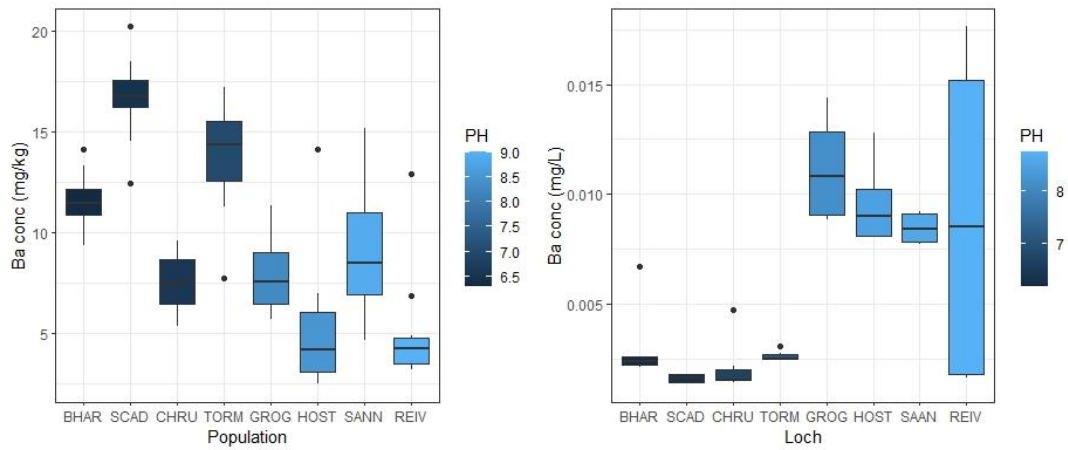 Ba conc (mg/kg)
20
15
10
5
BHAR SCAD CHRU TORM GROG HOST SANN REIV
Population
PH
9.0
8.5
8.0
7.5
7.0
6.5
Ba conc (mg/L)
0.015
0.010
0.005
BHAR SCAD CHRU TORM GROG HOST SAAN REIV
Loch
PH
8
7